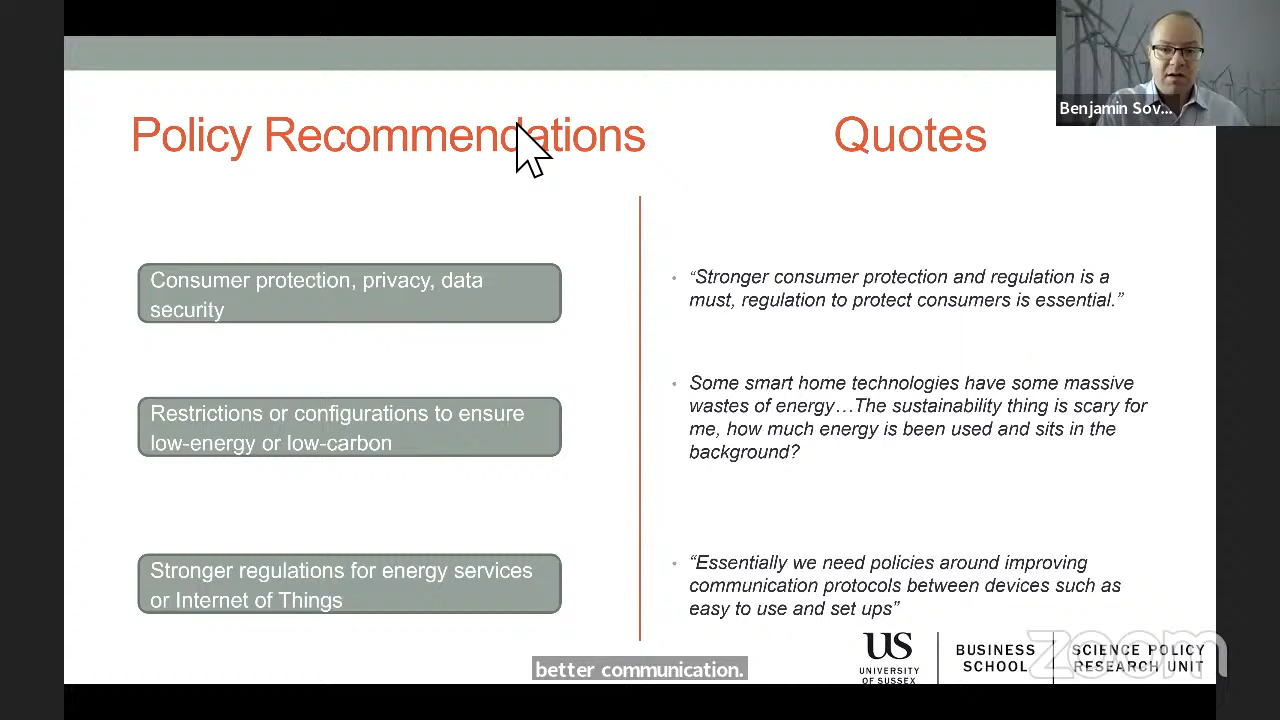 Benjamin Sov...
Policy Recommendations
Quotes
Consumer protection, privacy, data
security
“Stronger consumer protection and regulation is a
must, regulation to protect consumers is essential.”
Restrictions or configurations to ensure
low-energy or low-carbon
Some smart home technologies have some massive
wastes of energy…The sustainability thing is scary for
me, how much energy is been used and sits in the
background?
Stronger regulations for energy services
or Internet of Things
“Essentially we need policies around improving
communication protocols between devices such as
easy to use and set ups”
US
UNIVERSITY
OF SUSSEX
BUSINESS
SCHOOL
SCIENCE POLICY
RESEARCH UNIT
zoom
better communication.